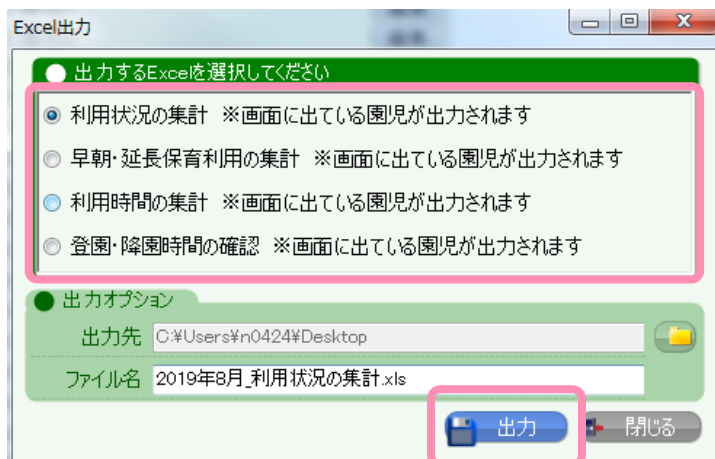 Excel出力
出力するExcelを選択してください
利用状況の集計 ※画面に出ている園児が出力されます
早朝・延長保育利用の集計 ※画面に出ている園児が出力されます
利用時間の集計 ※画面に出ている園児が出力されます
登園・降園時間の確認 ※画面に出ている園児が出力されます
出力オプション
出力先 C:¥Users¥n0424¥Desktop
ファイル名 2019年8月_利用状況の集計.xls
出力 閉じる